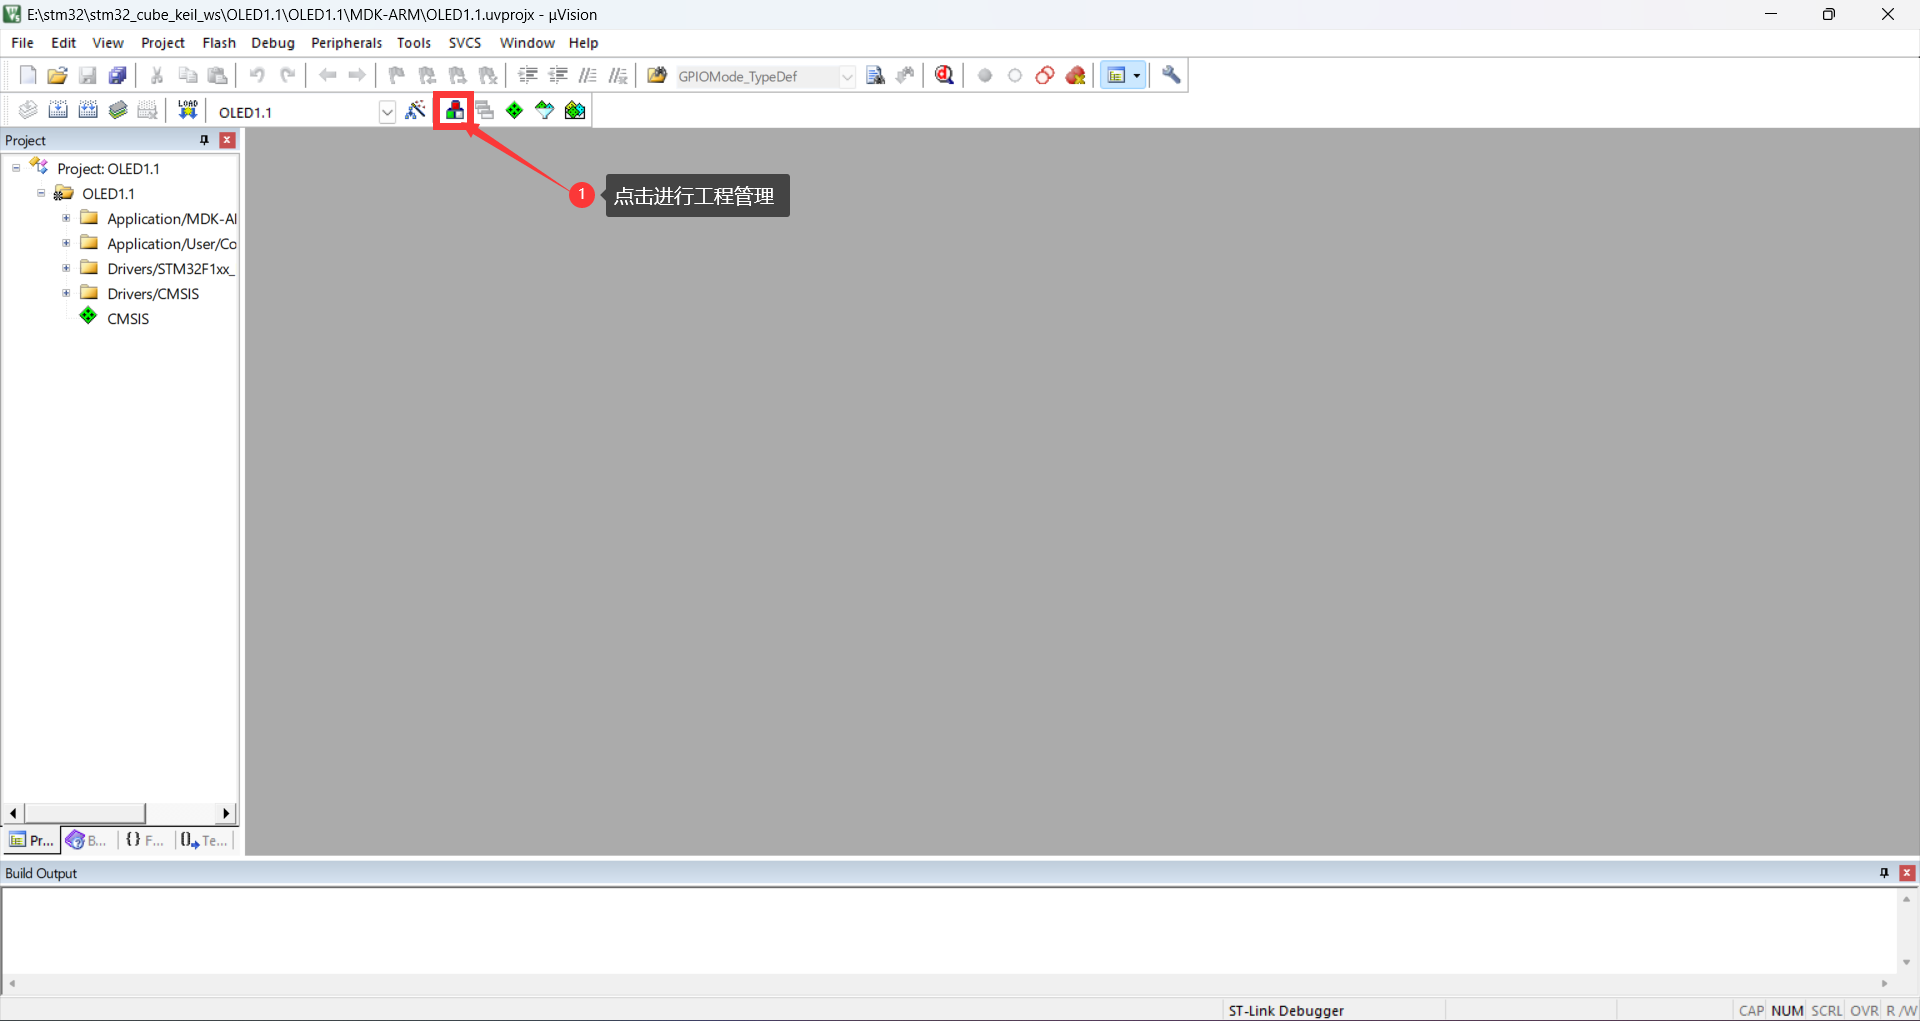 E:\stm32\stm32_cube_keil_ws\OLED1.1\OLED1.1\MDK-ARM\OLED1.1.uvprojx - µVision
File Edit View Project Flash Debug Peripherals Tools SVCS Window Help
GPIOMode_TypeDef
LOAD OLED1.1
Project
Project: OLED1.1
1 点击进行工程管理
OLED1.1
Application/MDK-AI
Application/User/Co
Drivers/STM32F1xx_
Drivers/CMSIS
CMSIS
Pr... B... {} F... Te...
Build Output
ST-Link Debugger CAP NUM SCRL OVR R/W